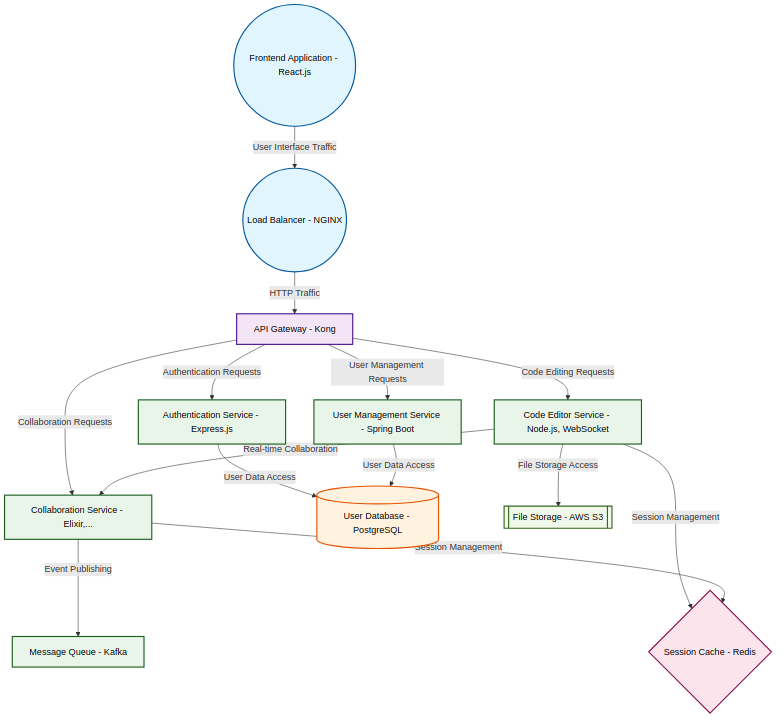 Frontend Application -
React.js
User Interface Traffic
Load Balancer - NGINX
HTTP Traffic
API Gateway - Kong
Authentication Requests
User Management
Requests
Code Editing Requests
Collaboration Requests
Authentication Service -
Express.js
User Management Service
- Spring Boot
Code Editor Service -
Node.js, WebSocket
Real-time Collaboration
User Data Access
User Data Access
File Storage Access
Collaboration Service -
Elixir,...
User Database -
PostgreSQL
File Storage - AWS S3
Session Management
Session Management
Event Publishing
Message Queue - Kafka
Session Cache - Redis